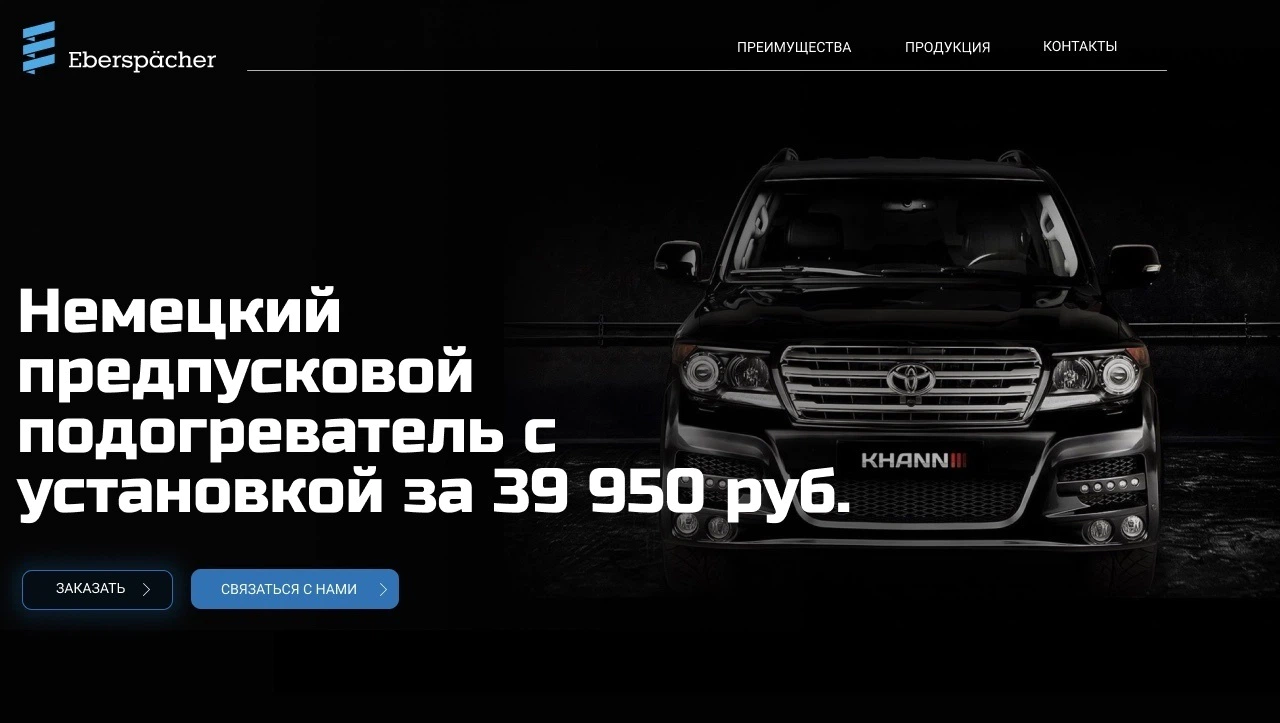 Eberspächer
ПРЕИМУЩЕСТВА
ПРОДУКЦИЯ
КОНТАКТЫ
Немецкий
предпусковой
подогреватель с
установкой за 39 950 руб.
KHANN
ЗАКАЗАТЬ
СВЯЗАТЬСЯ С НАМИ